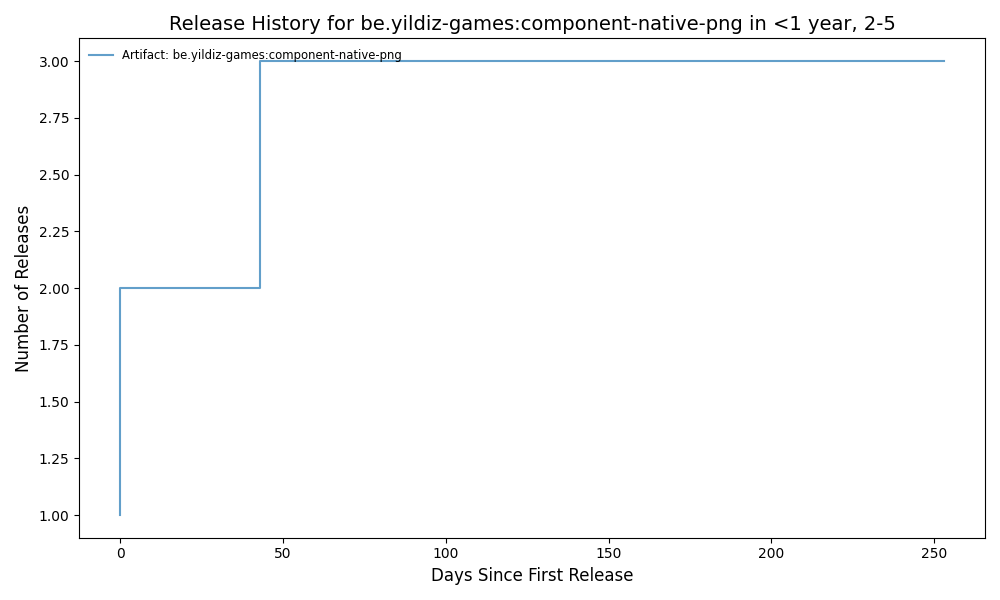 Release History for be.yildiz-games:component-native-png in <1 year, 2-5
Artifact: be.yildiz-games:component-native-png
Number of Releases
3.00
2.75
2.50
2.25
2.00
1.75
1.50
1.25
1.00
0 50 100 150 200 250
Days Since First Release